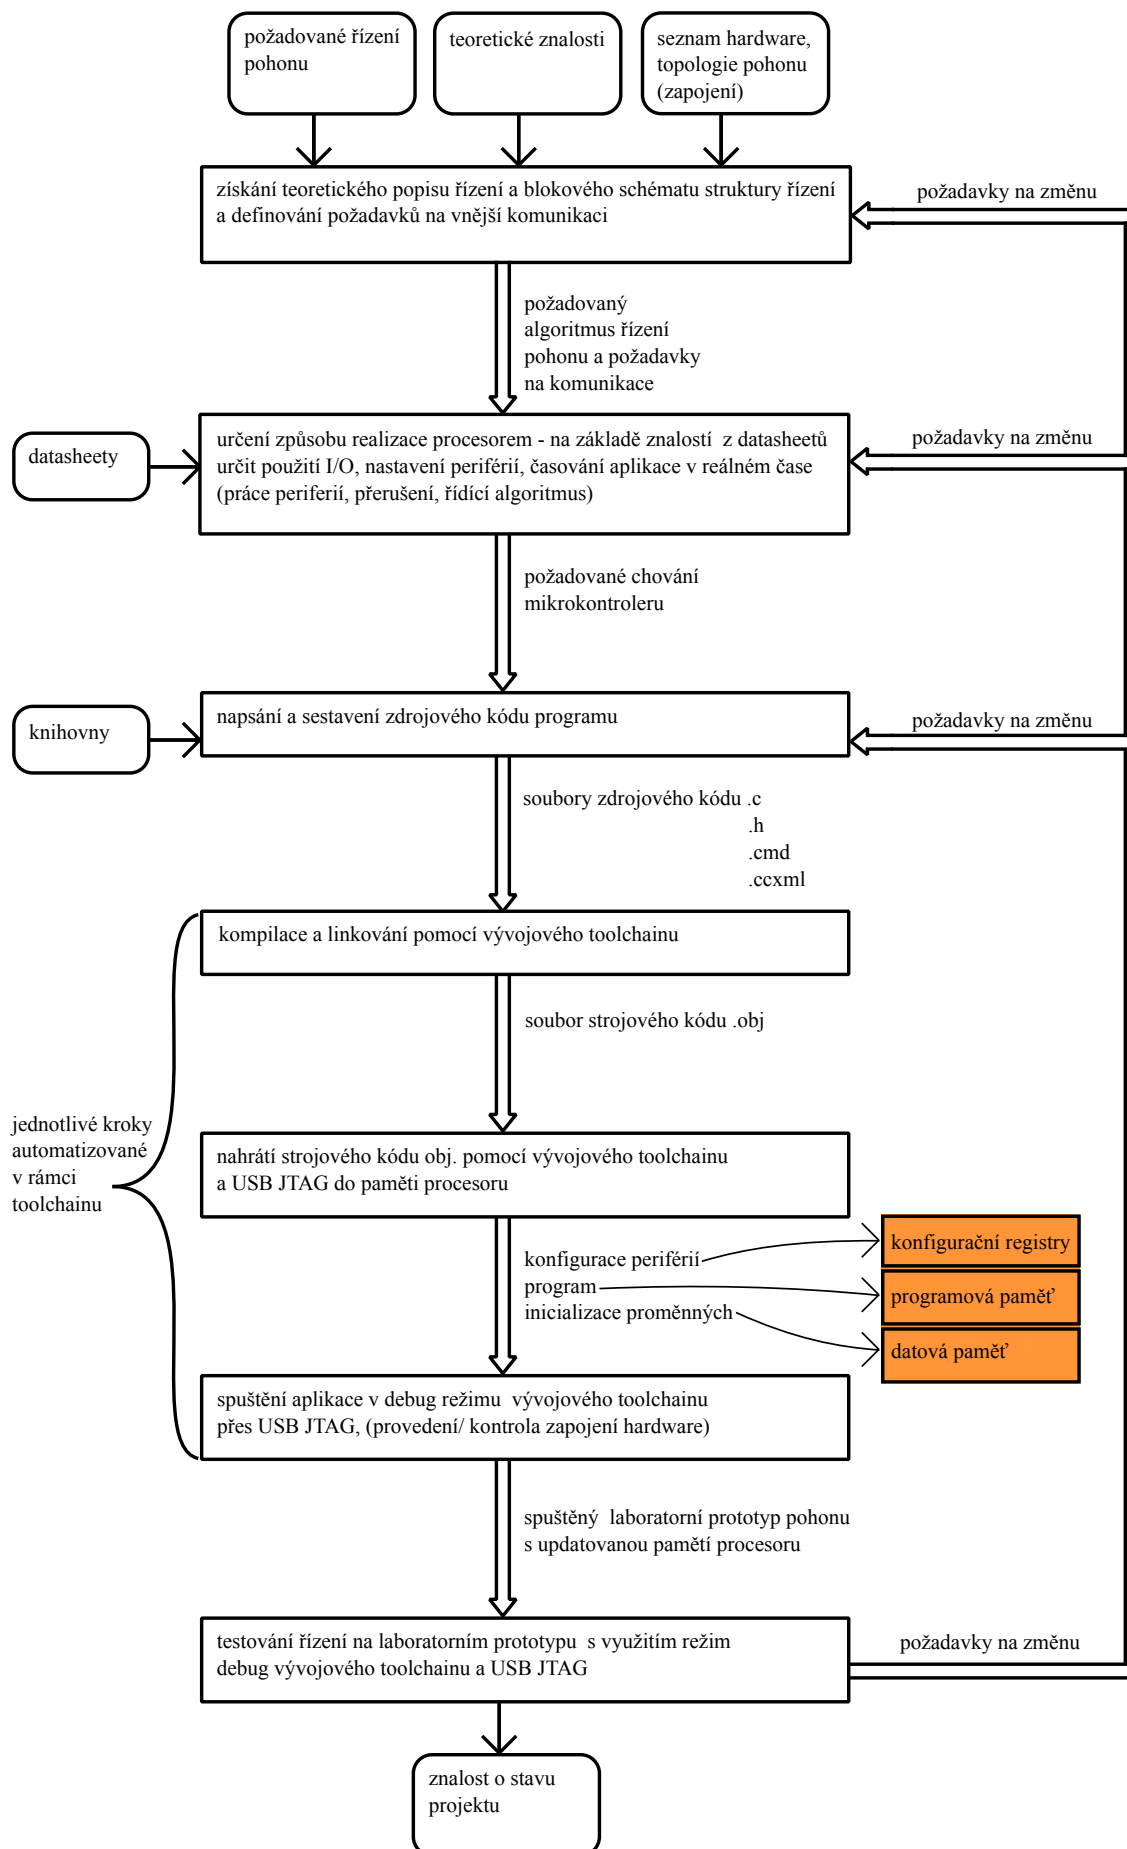 požadované řízení
pohonu
teoretické znalosti
seznam hardware,
topologie pohonu
(zapojení)
získání teoretického popisu řízení a blokového schématu struktury řízení
a definování požadavků na vnější komunikaci
požadavky na změnu
požadovaný
algoritmus řízení
pohonu a požadavky
na komunikace
datasheety
určení způsobu realizace procesorem - na základě znalostí z datasheetů
určit použití I/O, nastavení periférií, časování aplikace v reálném čase
(práce periferií, přerušení, řídící algoritmus)
požadavky na změnu
požadované chování
mikrokontroleru
knihovny
napsání a sestavení zdrojového kódu programu
požadavky na změnu
soubory zdrojového kódu .c
.h
.cmd
.ccxml
kompilace a linkování pomocí vývojového toolchainu
soubor strojového kódu .obj
jednotlivé kroky
automatizované
v rámci
toolchainu
nahrátí strojového kódu obj. pomocí vývojového toolchainu
a USB JTAG do paměti procesoru
konfigurace periférií
program
inicializace proměnných
konfigurační registry
programová paměť
datová paměť
spuštění aplikace v debug režimu vývojového toolchainu
přes USB JTAG, (provedení/ kontrola zapojení hardware)
spuštěný laboratorní prototyp pohonu
s updatovanou pamětí procesoru
testování řízení na laboratorním prototypu s využitím režim
debug vývojového toolchainu a USB JTAG
požadavky na změnu
znalost o stavu
projektu